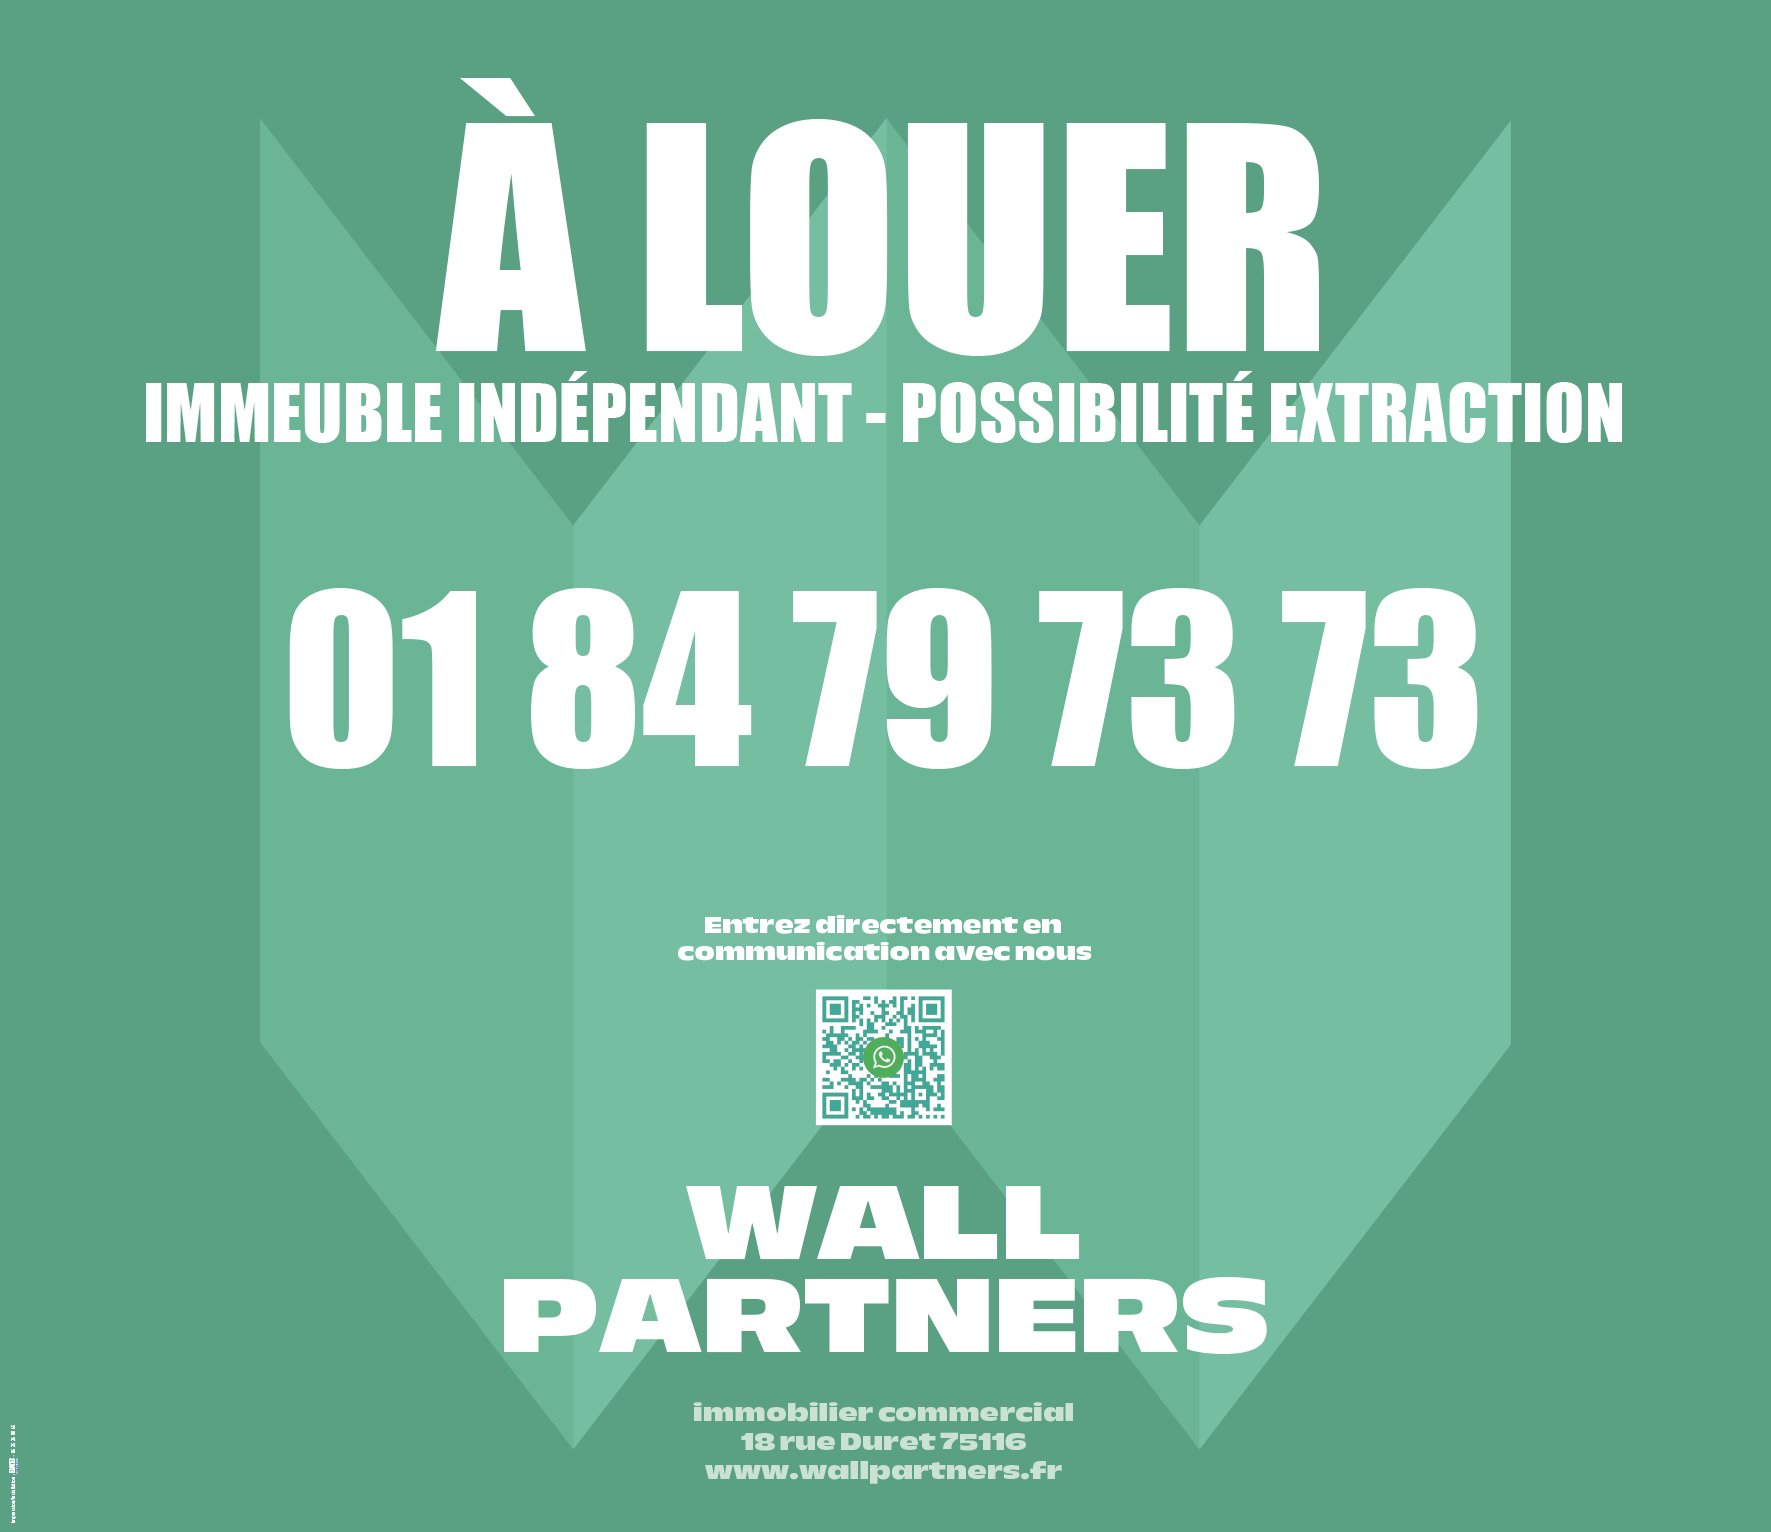 À LOUER
IMMEUBLE INDÉPENDANT - POSSIBILITÉ EXTRACTION
01 84 79 73 73
Entrez directement en
communication avec nous
WALL
PARTNERS
immobilier commercial
18 rue Duret 75116
www.wallpartners.fr